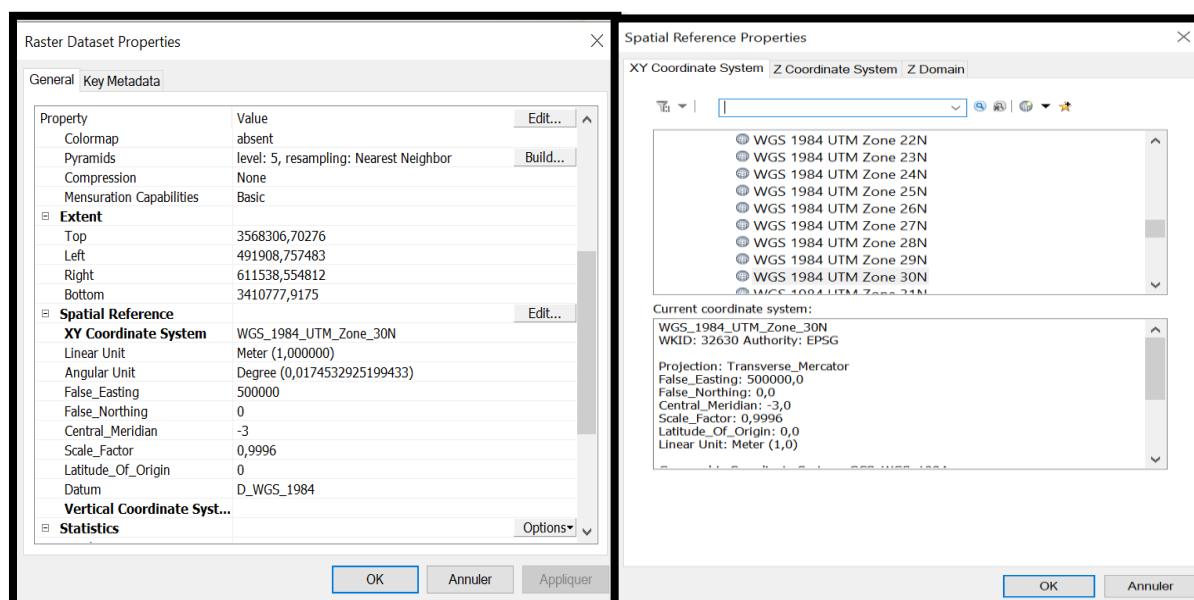 Raster Dataset Properties
General Key Metadata
Property Value Edit...
Colormap absent
Pyramids level: 5, resampling: Nearest Neighbor Build...
Compression None
Mensuration Capabilities Basic
Extent
Top 3568306,70276
Left 491908,757483
Right 611538,554812
Bottom 3410777,9175
Spatial Reference Edit...
XY Coordinate System WGS_1984_UTM_Zone_30N
Linear Unit Meter (1,000000)
Angular Unit Degree (0,0174532925199433)
False_Easting 500000
False_Northing 0
Central_Meridian -3
Scale_Factor 0,9996
Latitude_Of_Origin 0
Datum D_WGS_1984
Vertical Coordinate Syst...
Statistics Options
OK Annuler Appliquer
Spatial Reference Properties
XY Coordinate System Z Coordinate System Z Domain
WGS 1984 UTM Zone 22N
WGS 1984 UTM Zone 23N
WGS 1984 UTM Zone 24N
WGS 1984 UTM Zone 25N
WGS 1984 UTM Zone 26N
WGS 1984 UTM Zone 27N
WGS 1984 UTM Zone 28N
WGS 1984 UTM Zone 29N
WGS 1984 UTM Zone 30N
WGS 1984 UTM Zone 31N
Current coordinate system:
WGS_1984_UTM_Zone_30N
WKID: 32630 Authority: EPSG
Projection: Transverse_Mercator
False_Easting: 500000,0
False_Northing: 0,0
Central_Meridian: -3,0
Scale_Factor: 0,9996
Latitude_Of_Origin: 0,0
Linear Unit: Meter (1,0)
OK Annuler